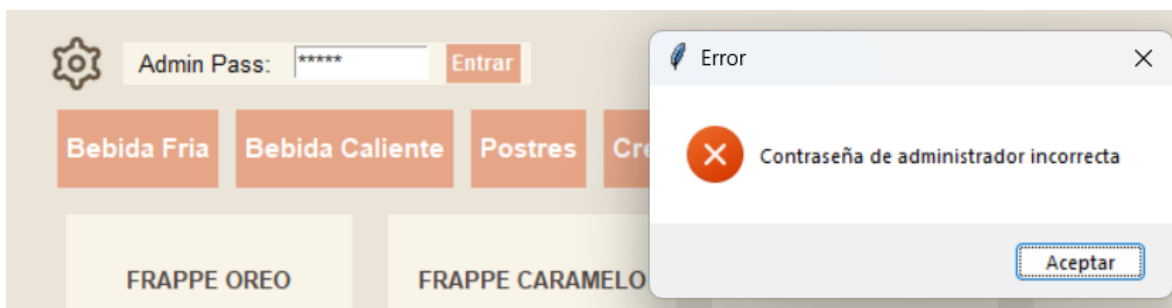 Admin Pass: ***** Entrar
Error
Contraseña de administrador incorrecta
Aceptar
Bebida Fria Bebida Caliente Postres
FRAPPE OREO FRAPPE CARAMELO